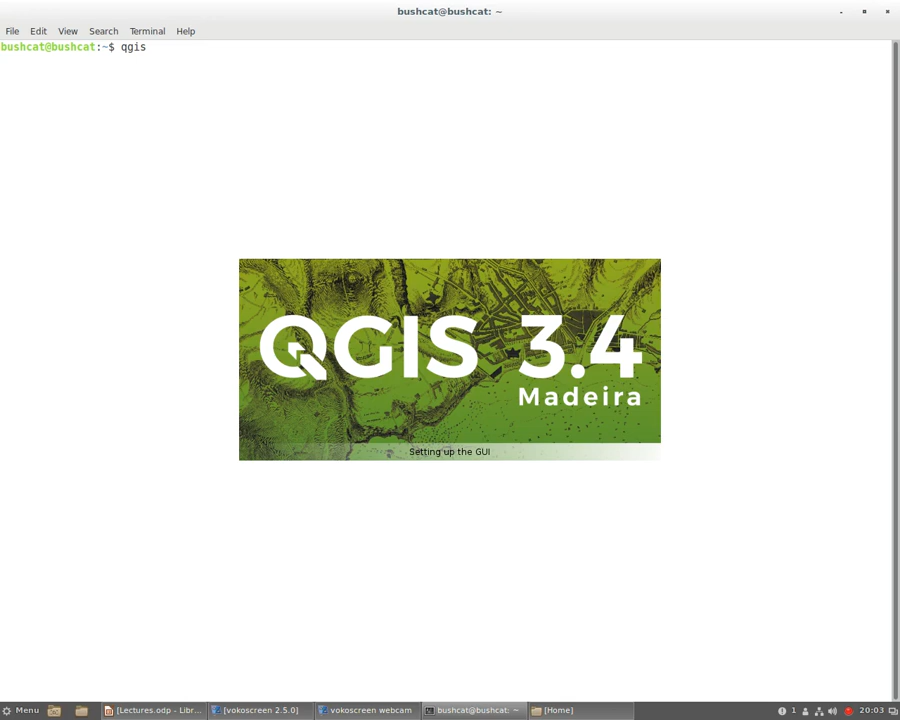 bushcat@bushcat: ~
File Edit View Search Terminal Help
bushcat@bushcat:~$ qgis
QGIS 3.4
Madeira
Setting up the GUI
Menu [Lectures.odp - Libr... [vokoscreen 2.5.0] vokoscreen webcam bushcat@bushcat: ~ [Home] 1 20:03